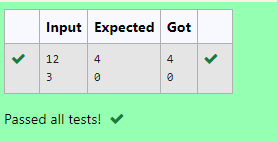 Input Expected Got
12 4 4
3 0 0
Passed all tests!